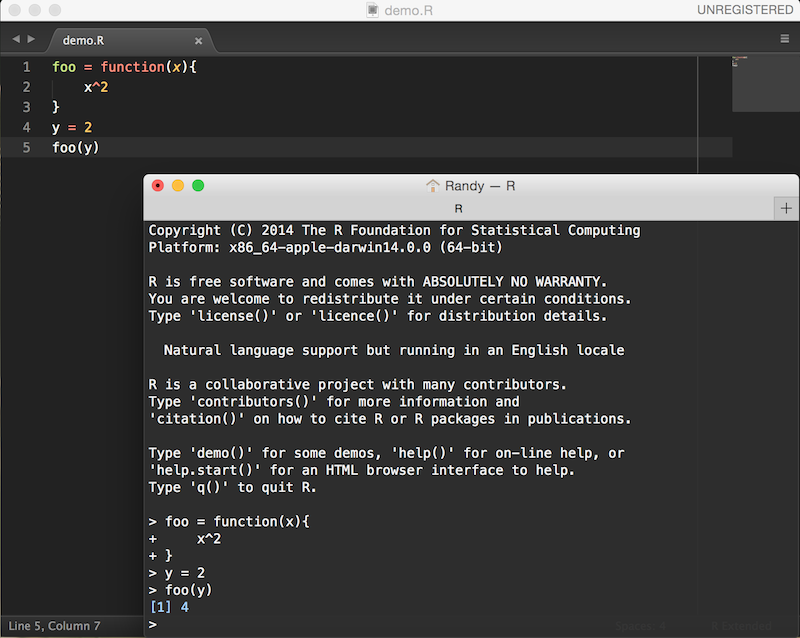 demo.R
UNREGISTERED
demo.R
1 foo = function(x){
2     x^2
3 }
4 y = 2
5 foo(y)
Randy — R
R
Copyright (C) 2014 The R Foundation for Statistical Computing
Platform: x86_64-apple-darwin14.0.0 (64-bit)
R is free software and comes with ABSOLUTELY NO WARRANTY.
You are welcome to redistribute it under certain conditions.
Type 'license()' or 'licence()' for distribution details.
  Natural language support but running in an English locale
R is a collaborative project with many contributors.
Type 'contributors()' for more information and
'citation()' on how to cite R or R packages in publications.
Type 'demo()' for some demos, 'help()' for on-line help, or
'help.start()' for an HTML browser interface to help.
Type 'q()' to quit R.
> foo = function(x){
+     x^2
+ }
> y = 2
> foo(y)
[1] 4
>
Line 5, Column 7
Spaces: 4
R Extended